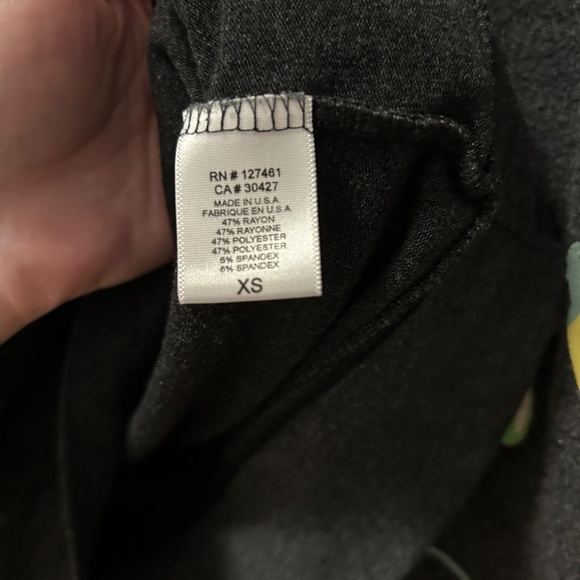 RN # 127461
CA # 30427
MADE IN U.S.A.
FABRIQUE EN U.S.A.
47% RAYON
47% RAYONNE
47% POLYESTER
47% POLYESTER
6% SPANDEX
6% SPANDEX
XS